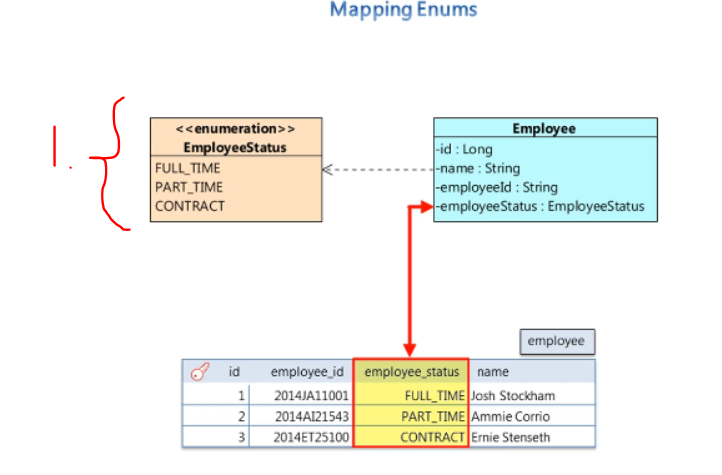 Mapping Enums
1.
<<enumeration>>
EmployeeStatus
FULL_TIME
PART_TIME
CONTRACT
Employee
-id : Long
-name : String
-employeeId : String
-employeeStatus : EmployeeStatus
employee
id employee_id employee_status name
1 2014JA11001 FULL_TIME Josh Stockham
2 2014AI21543 PART_TIME Ammie Corrio
3 2014ET25100 CONTRACT Ernie Stenseth